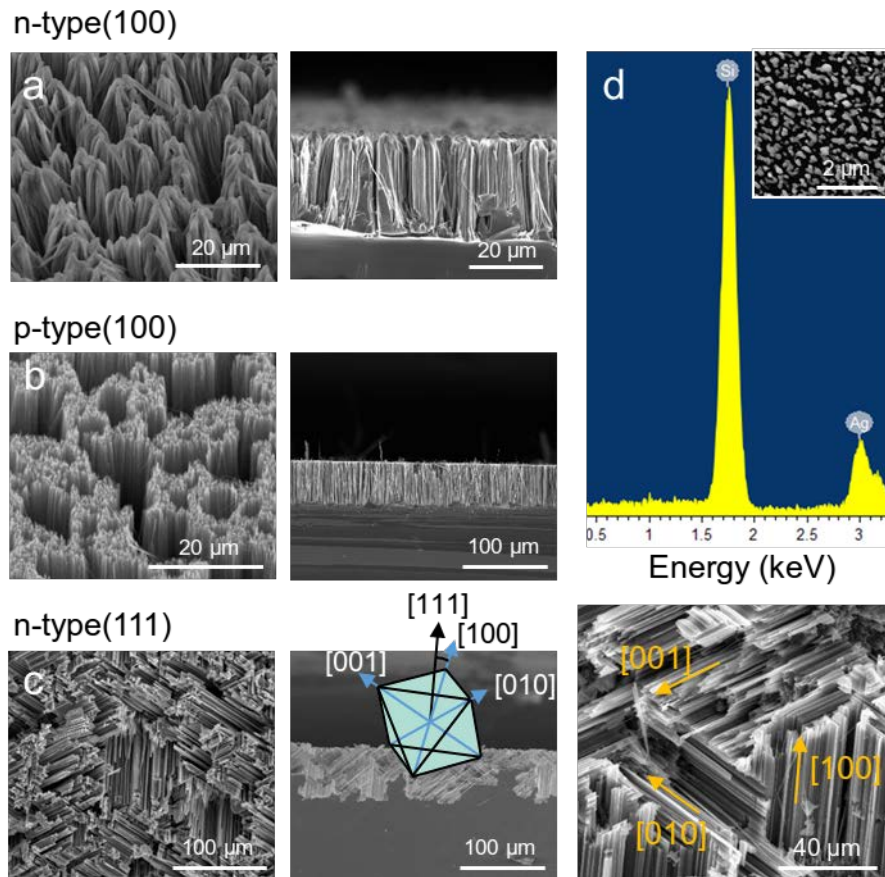 n-type(100)
a
20 µm
20 µm
d
Si
Ag
2 µm
0.5 1 1.5 2 2.5 3
Energy (keV)
p-type(100)
b
20 µm
100 µm
n-type(111)
c
100 µm
[111]
[100]
[001]
[010]
100 µm
[001]
[100]
[010]
40 µm